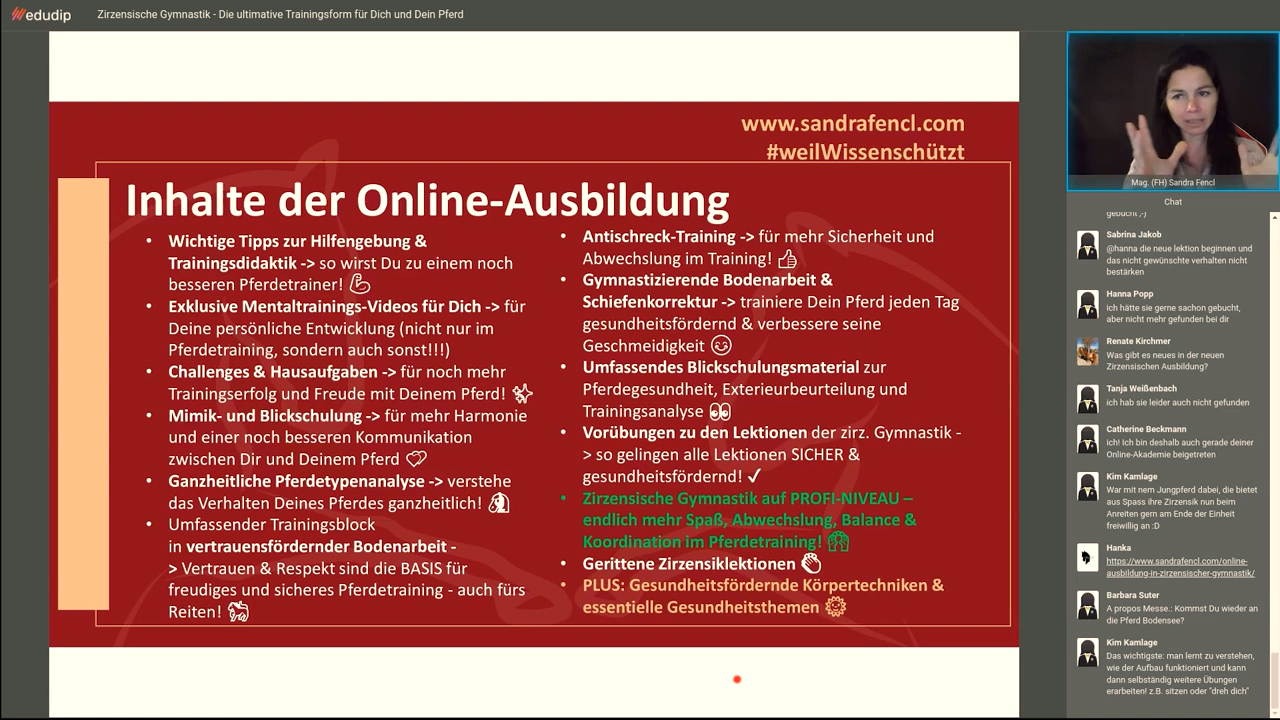 edudip
Zirzensische Gymnastik - Die ultimative Trainingsform für Dich und Dein Pferd
www.sandrafencl.com
#weilWissenschützt
Inhalte der Online-Ausbildung
• Wichtige Tipps zur Hilfengebung &
Trainingsdidaktik -> so wirst Du zu einem noch
besseren Pferdetrainer!
• Exklusive Mentaltrainings-Videos für Dich -> für
Deine persönliche Entwicklung (nicht nur im
Pferdetraining, sondern auch sonst!!!)
• Challenges & Hausaufgaben -> für noch mehr
Trainingserfolg und Freude mit Deinem Pferd!
• Mimik- und Blickschulung -> für mehr Harmonie
und einer noch besseren Kommunikation
zwischen Dir und Deinem Pferd
• Ganzheitliche Pferdetypenanalyse -> verstehe
das Verhalten Deines Pferdes ganzheitlich!
• Umfassender Trainingsblock
in vertrauensfördernder Bodenarbeit -
> Vertrauen & Respekt sind die BASIS für
freudiges und sicheres Pferdetraining - auch fürs
Reiten!
• Antischreck-Training -> für mehr Sicherheit und
Abwechslung im Training!
• Gymnastizierende Bodenarbeit &
Schiefenkorrektur -> trainiere Dein Pferd jeden Tag
gesundheitsfördernd & verbessere seine
Geschmeidigkeit
• Umfassendes Blickschulungsmaterial zur
Pferdegesundheit, Exterieurbeurteilung und
Trainingsanalyse
• Vorübungen zu den Lektionen der zirz. Gymnastik -
> so gelingen alle Lektionen SICHER &
gesundheitsfördernd!
• Zirzensische Gymnastik auf PROFI-NIVEAU –
endlich mehr Spaß, Abwechslung, Balance &
Koordination im Pferdetraining!
• Gerittene Zirzensiklektionen
• PLUS: Gesundheitsfördernde Körpertechniken &
essentielle Gesundheitsthemen
Mag. (FH) Sandra Fencl
Chat
gebucht ;-)
Sabrina Jakob
@hanna die neue lektion beginnen und
das nicht gewünschte verhalten nicht
bestärken
Hanna Popp
ich hätte sie gerne sachon gebucht,
aber nicht mehr gefunden bei dir
Renate Kirchmer
Was gibt es neues in der neuen
Zirzensischen Ausbildung?
Tanja Weißenbach
ich hab sie leider auch nicht gefunden
Catherine Beckmann
ich! Ich bin deshalb auch gerade deiner
Online-Akademie beigetreten
Kim Kamlage
War mit nem Jungpferd dabei, die bietet
aus Spass ihre Zirzensik nun beim
Anreiten gern am Ende der Einheit
freiwillig an :D
Hanka
https://www.sandrafencl.com/online-
ausbildung-in-zirzensischer-gymnastik/
Barbara Suter
A propos Messe.: Kommst Du wieder an
die Pferd Bodensee?
Kim Kamlage
Das wichtigste: man lernt zu verstehen,
wie der Aufbau funktioniert und kann
dann selbständig weitere Übungen
erarbeiten! z.B. sitzen oder "dreh dich"